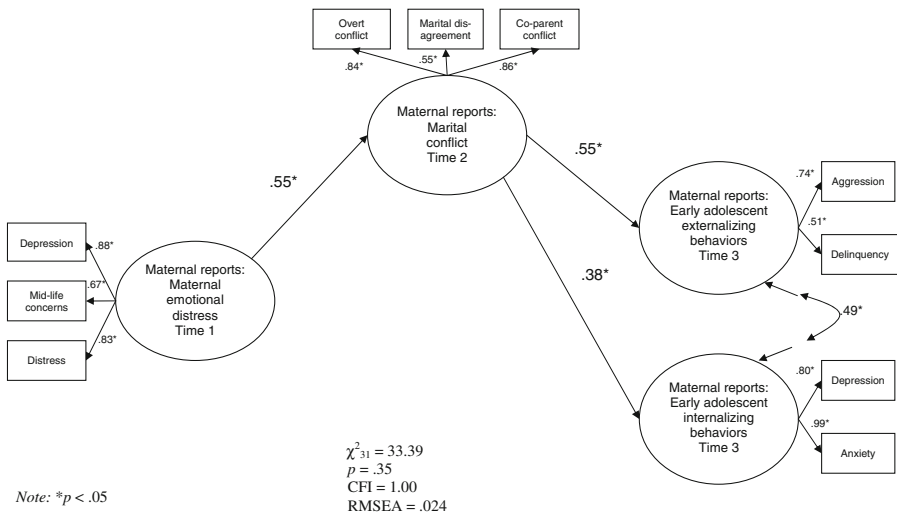 Overt
conflict
Marital dis-
agreement
Co-parent
conflict
.84*
.55*
.86*
Maternal reports:
Marital
conflict
Time 2
.55*
.55*
.38*
Depression
Mid-life
concerns
Distress
.88*
.67*
.83*
Maternal reports:
Maternal
emotional
distress
Time 1
Maternal reports:
Early adolescent
externalizing
behaviors
Time 3
.74*
.51*
Aggression
Delinquency
.49*
Maternal reports:
Early adolescent
internalizing
behaviors
Time 3
.80*
.99*
Depression
Anxiety
χ²₃₁ = 33.39
p = .35
CFI = 1.00
RMSEA = .024
Note: *p < .05